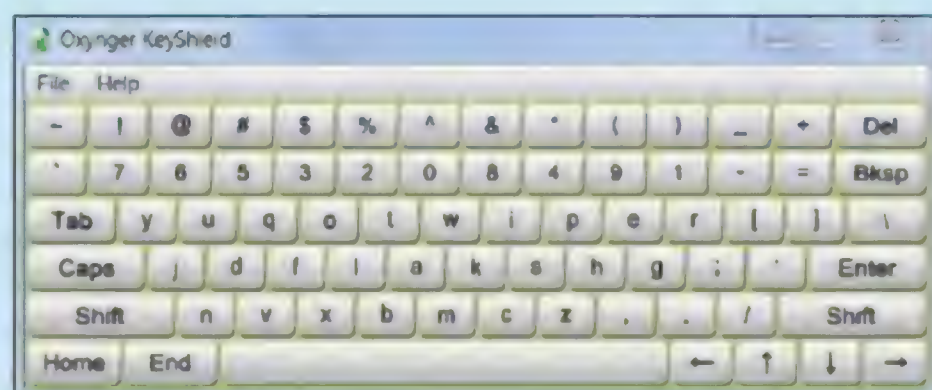 Oxynger KeyShield
File Help
~ ! @ # $ % ^ & * ( ) _ + Del
` 7 6 5 3 2 0 8 4 9 1 - = Bksp
Tab y u q o t w i p e r [ ] \
Caps j d f l a k s h g ; ' Enter
Shift n v x b m c z , . / Shift
Home End ← ↑ ↓ →